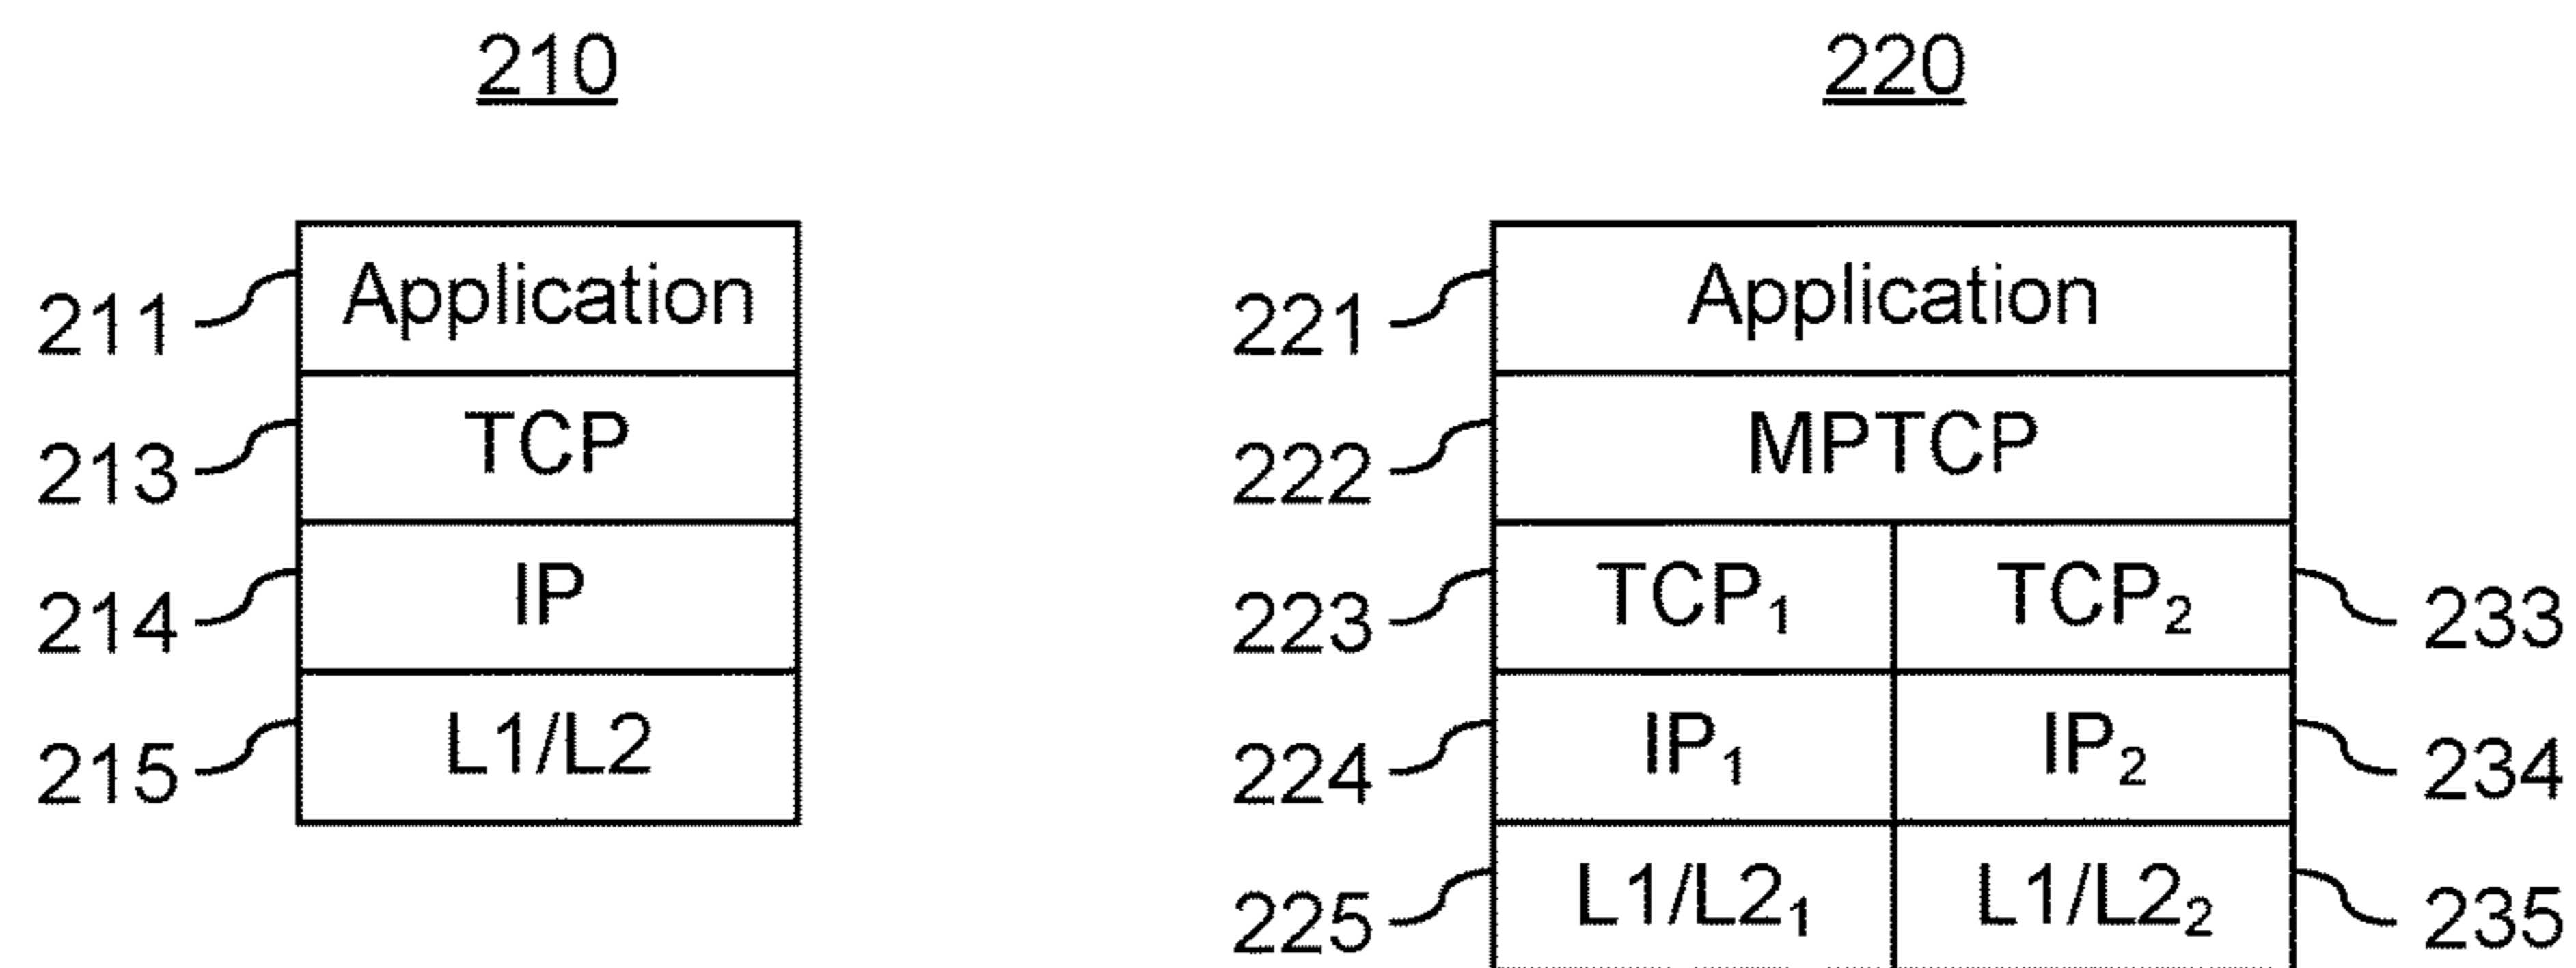 210
220
211 Application
213 TCP
214 IP
215 L1/L2
221 Application
222 MPTCP
223 TCP₁ TCP₂ 233
224 IP₁ IP₂ 234
225 L1/L2₁ L1/L2₂ 235